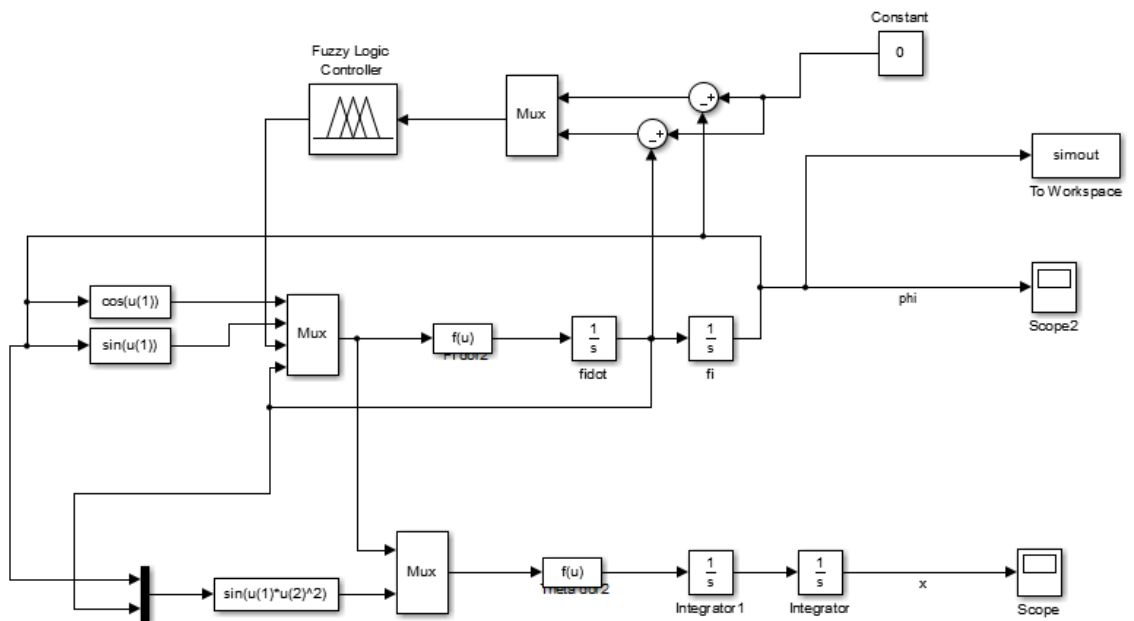 Constant
0
Fuzzy Logic
Controller
Mux
- +
- +
simout
To Workspace
cos(u(1))
sin(u(1))
Mux
f(u)
1
s
fidot
1
s
fi
phi
Scope2
sin(u(1)*u(2)^2)
Mux
f(u)
1
s
Integrator1
1
s
Integrator
x
Scope